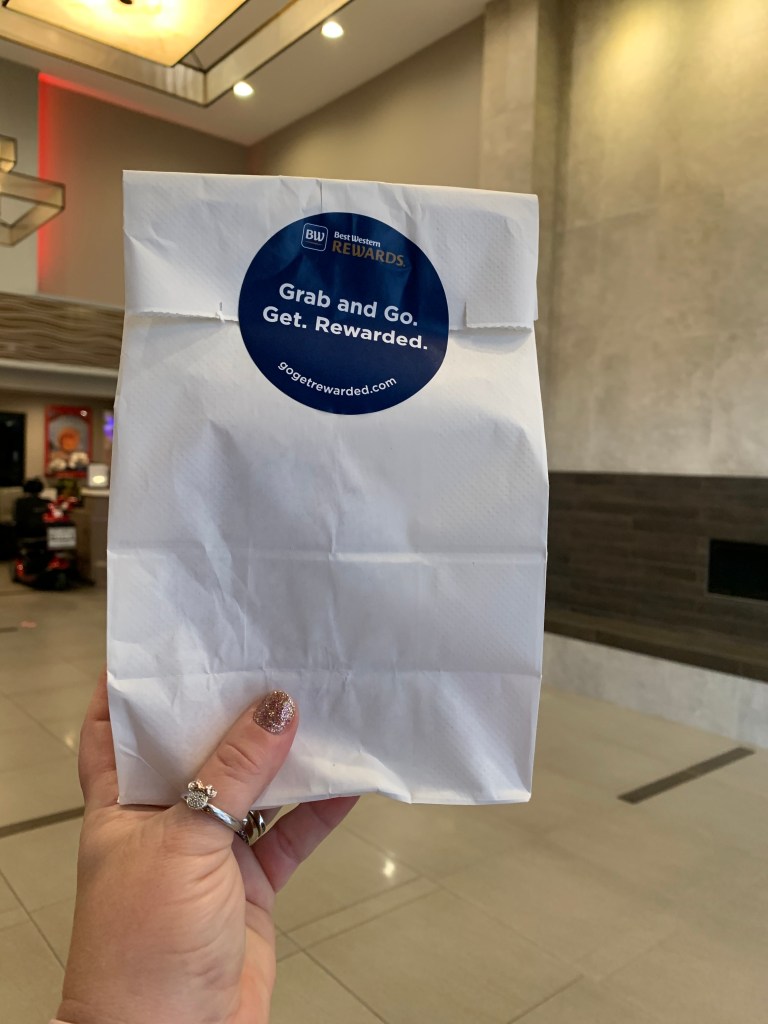 BW
Best Western
REWARDS.
Grab and Go.
Get. Rewarded.
gogetrewarded.com